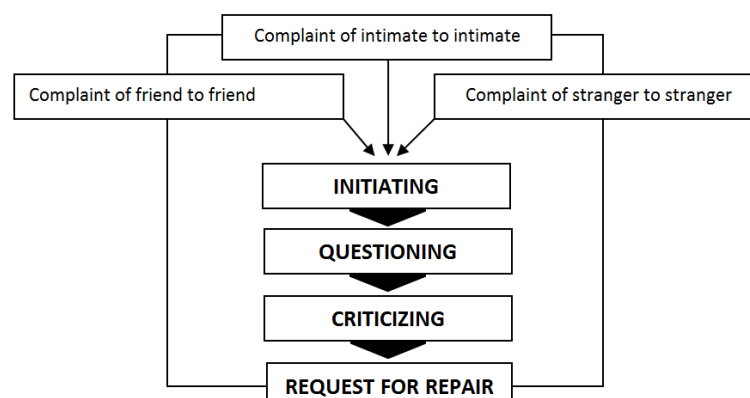 Complaint of intimate to intimate
Complaint of friend to friend
Complaint of stranger to stranger
INITIATING
QUESTIONING
CRITICIZING
REQUEST FOR REPAIR